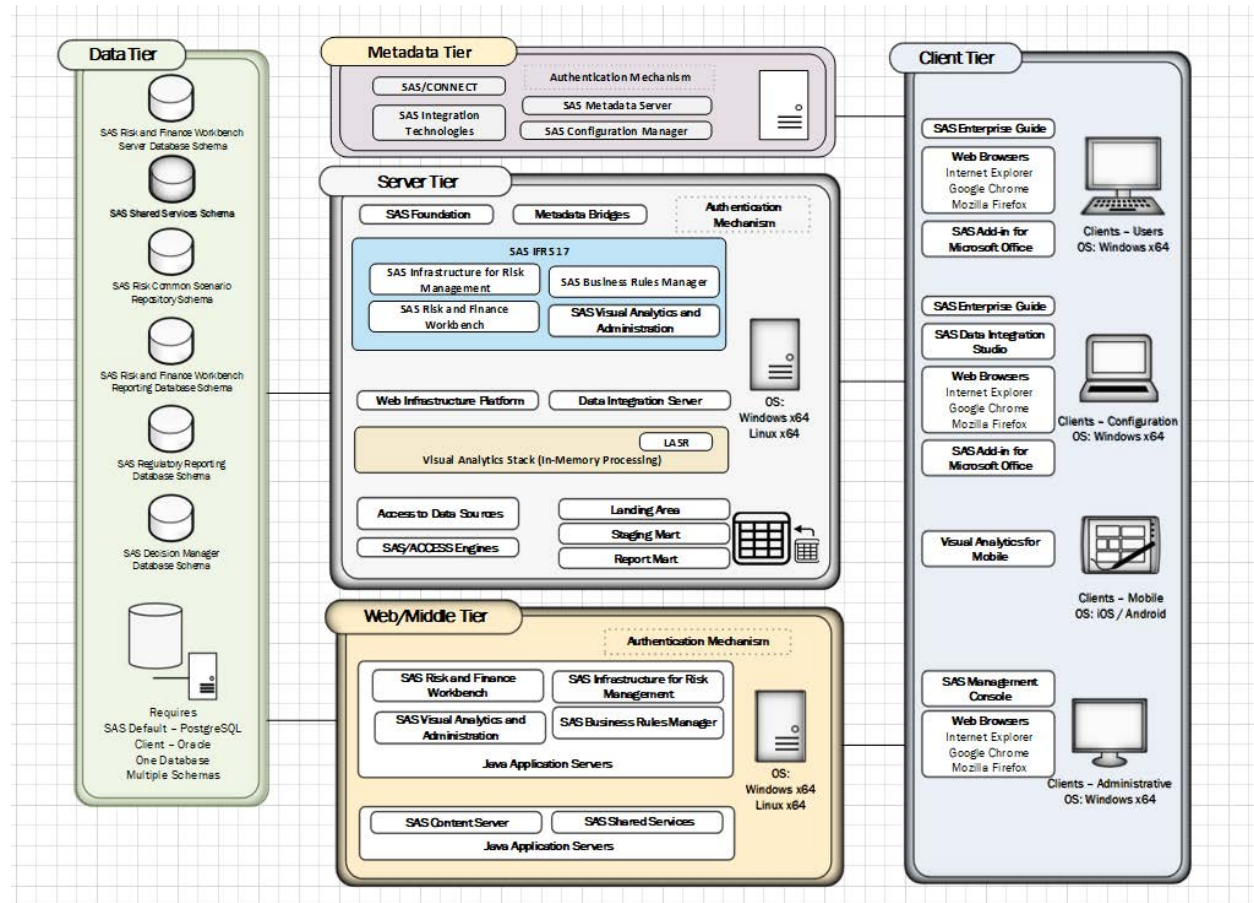 Data Tier
SAS Risk and Finance Workbench
Server Database Schema
SAS Shared Services Schema
SAS Risk Common Scenario
Repository Schema
SAS Risk and Finance Workbench
Reporting Database Schema
SAS Regulatory Reporting
Database Schema
SAS Decision Manager
Database Schema
Requires
SAS Default – PostgreSQL
Client – Oracle
One Database
Multiple Schemas
Metadata Tier
SAS/CONNECT
SAS Integration
Technologies
Authentication Mechanism
SAS Metadata Server
SAS Configuration Manager
Server Tier
SAS Foundation
Metadata Bridges
Authentication
Mechanism
SAS IFRS17
SAS Infrastructure for Risk
Management
SAS Business Rules Manager
SAS Risk and Finance
Workbench
SAS Visual Analytics and
Administration
OS:
Windows x64
Linux x64
Web Infrastructure Platform
Data Integration Server
LASR
Visual Analytics Stack (In-Memory Processing)
Access to Data Sources
SAS/ACCESS Engines
Landing Area
Staging Mart
Report Mart
Web/Middle Tier
Authentication Mechanism
SAS Risk and Finance
Workbench
SAS Infrastructure for Risk
Management
SAS Visual Analytics and
Administration
SAS Business Rules Manager
Java Application Servers
OS:
Windows x64
Linux x64
SAS Content Server
SAS Shared Services
Java Application Servers
Client Tier
SAS Enterprise Guide
Web Browsers
Internet Explorer
Google Chrome
Mozilla Firefox
SAS Add-in for
Microsoft Office
Clients – Users
OS: Windows x64
SAS Enterprise Guide
SAS Data Integration
Studio
Web Browsers
Internet Explorer
Google Chrome
Mozilla Firefox
SAS Add-in for
Microsoft Office
Clients – Configuration
OS: Windows x64
Visual Analytics for
Mobile
Clients – Mobile
OS: iOS / Android
SAS Management
Console
Web Browsers
Internet Explorer
Google Chrome
Mozilla Firefox
Clients – Administrative
OS: Windows x64